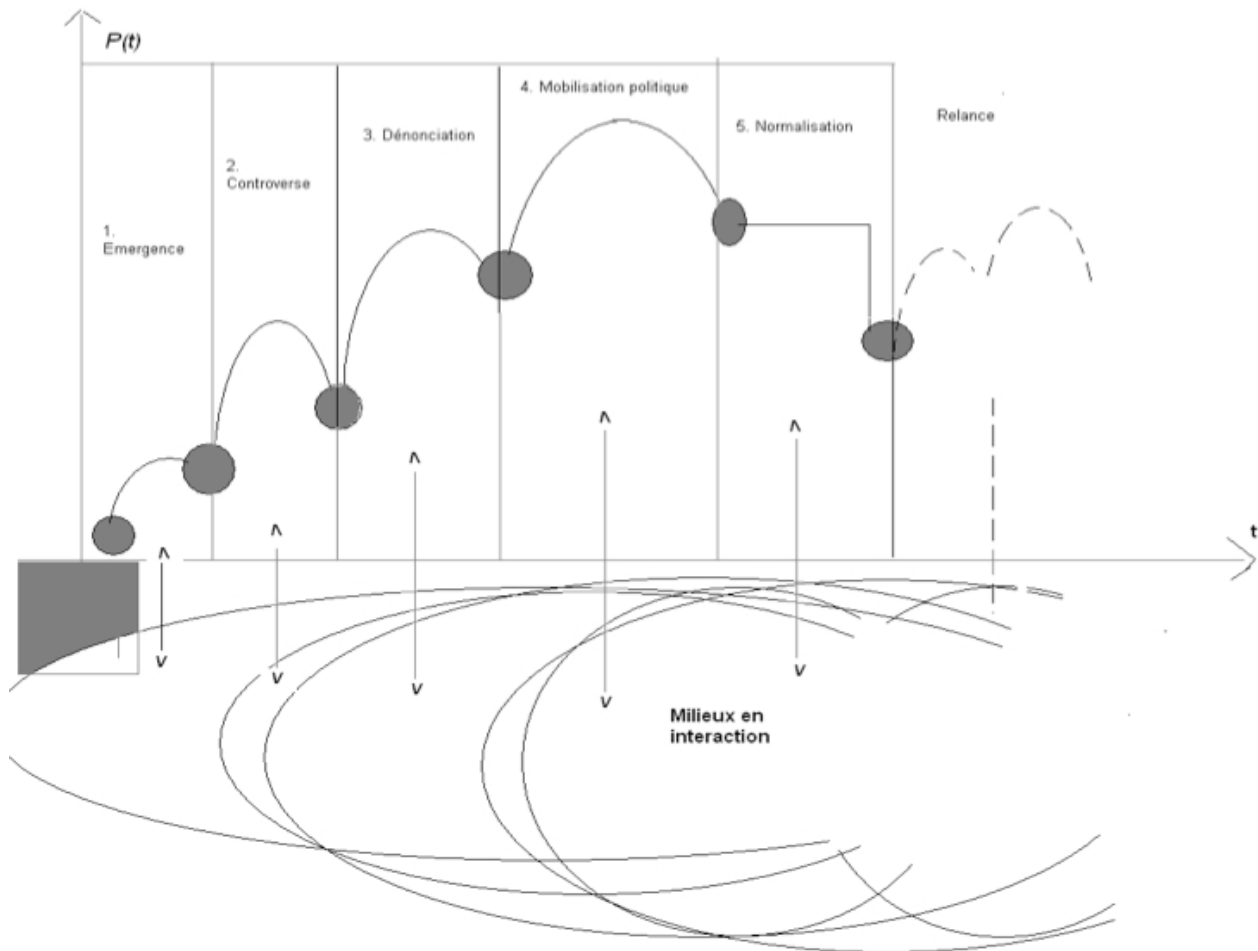 P(t)
4. Mobilisation politique
5. Normalisation
Relance
3. Dénonciation
2.
Controverse
1.
Emergence
t
Milieux en
interaction